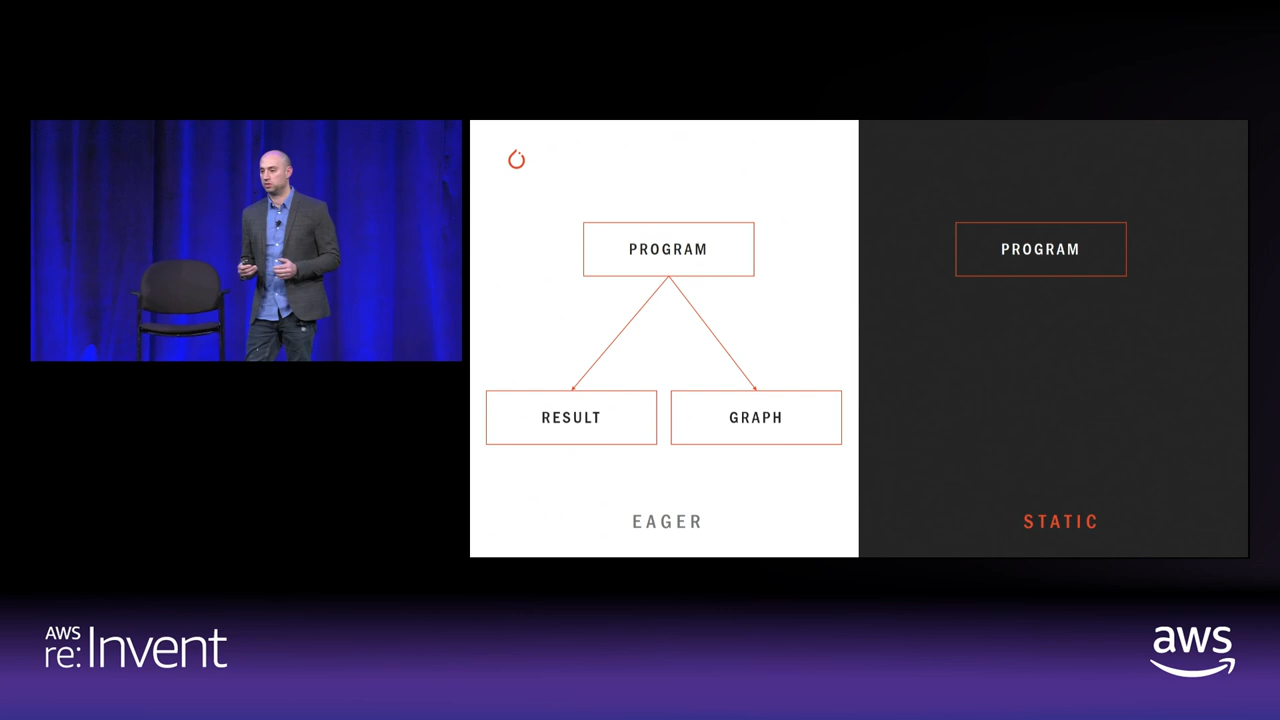 PROGRAM
RESULT
GRAPH
EAGER
PROGRAM
STATIC
AWS
re:Invent
aws